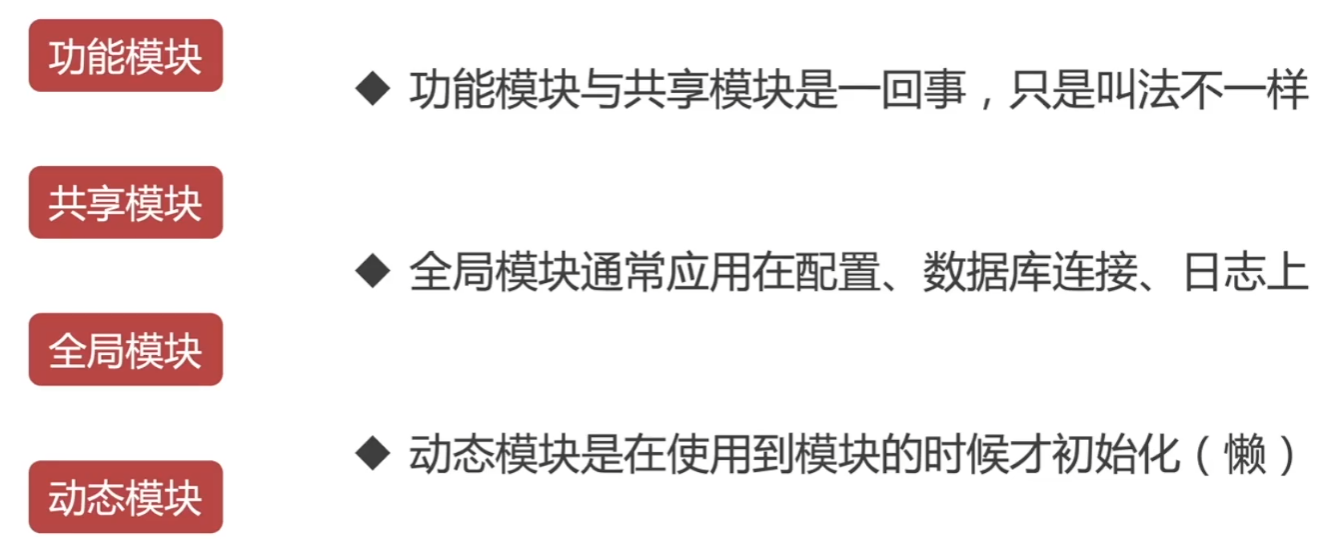 功能模块
共享模块
全局模块
动态模块
◆ 功能模块与共享模块是一回事，只是叫法不一样
◆ 全局模块通常应用在配置、数据库连接、日志上
◆ 动态模块是在使用到模块的时候才初始化（懒）